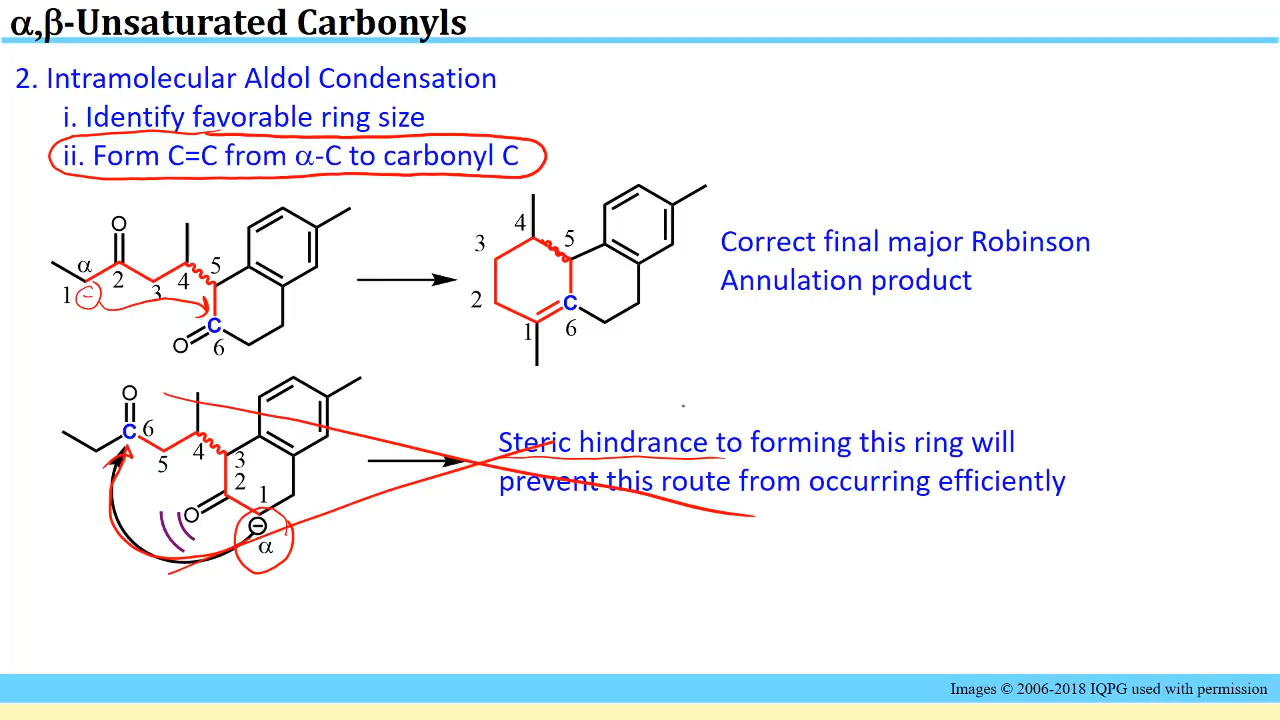 α,β-Unsaturated Carbonyls
2. Intramolecular Aldol Condensation
i. Identify favorable ring size
ii. Form C=C from α-C to carbonyl C
O
α
1
2
3
4
5
C
O
6
4
3
5
2
C
1
6
Correct final major Robinson
Annulation product
O
C
6
5
4
3
2
1
O
α
Steric hindrance to forming this ring will
prevent this route from occurring efficiently
Images © 2006-2018 IQPG used with permission